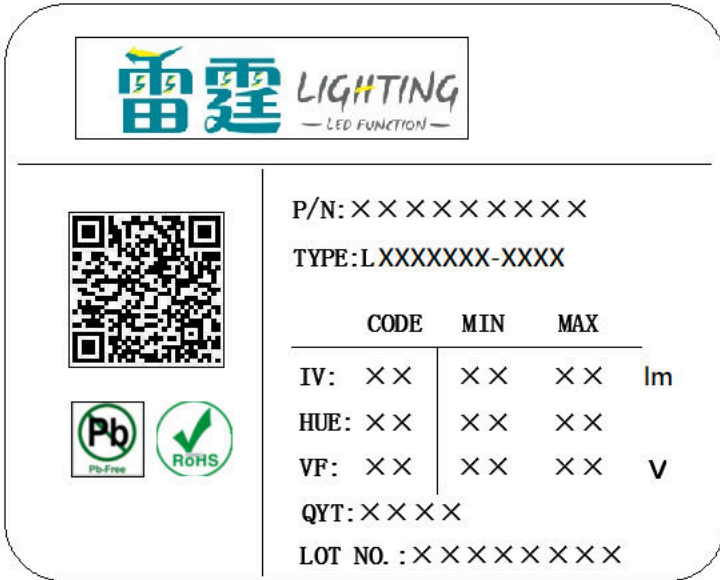 雷霆 LIGHTING
LED FUNCTION
P/N:×××××××××
TYPE:LXXXXXXX-XXXX
CODE MIN MAX
IV: ×× ×× ×× lm
HUE: ×× ×× ××
VF: ×× ×× ×× V
QYT:××××
LOT NO.:××××××××
Pb
Pb-Free
RoHS